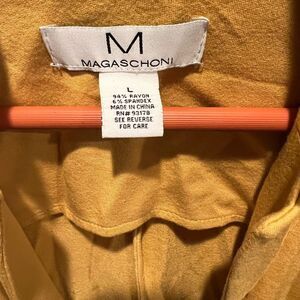 M
MAGASCHONI
L
94% RAYON
6% SPANDEX
MADE IN CHINA
RN# 93178
SEE REVERSE
FOR CARE